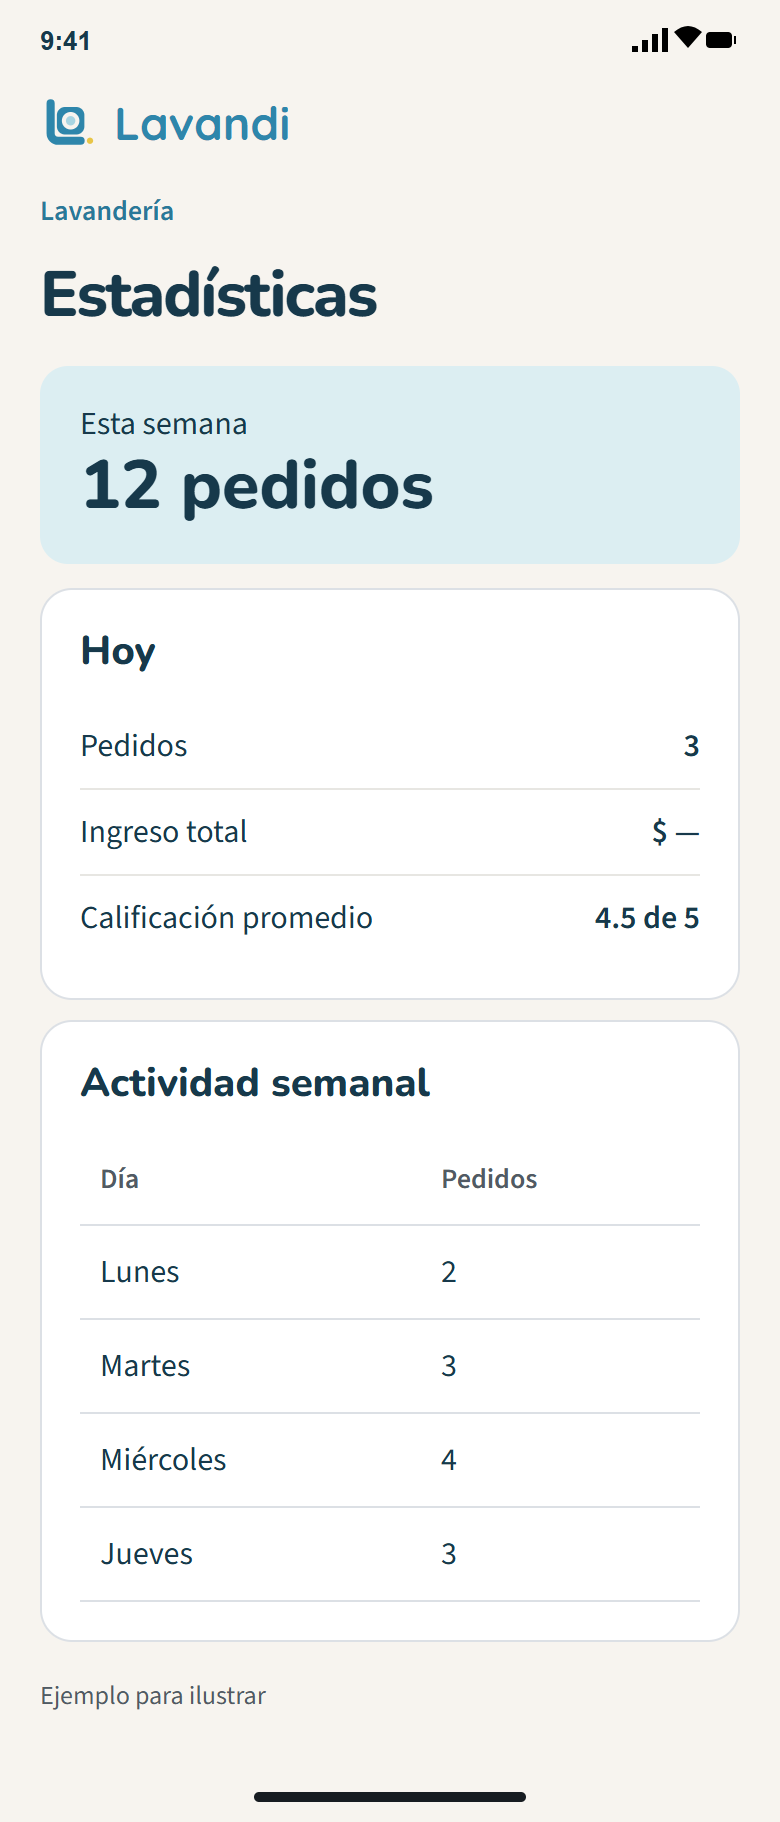 9:41
Lavandi
Lavandería
Estadísticas
Esta semana
12 pedidos
Hoy
Pedidos 3
Ingreso total $ —
Calificación promedio 4.5 de 5
Actividad semanal
Día Pedidos
Lunes 2
Martes 3
Miércoles 4
Jueves 3
Ejemplo para ilustrar